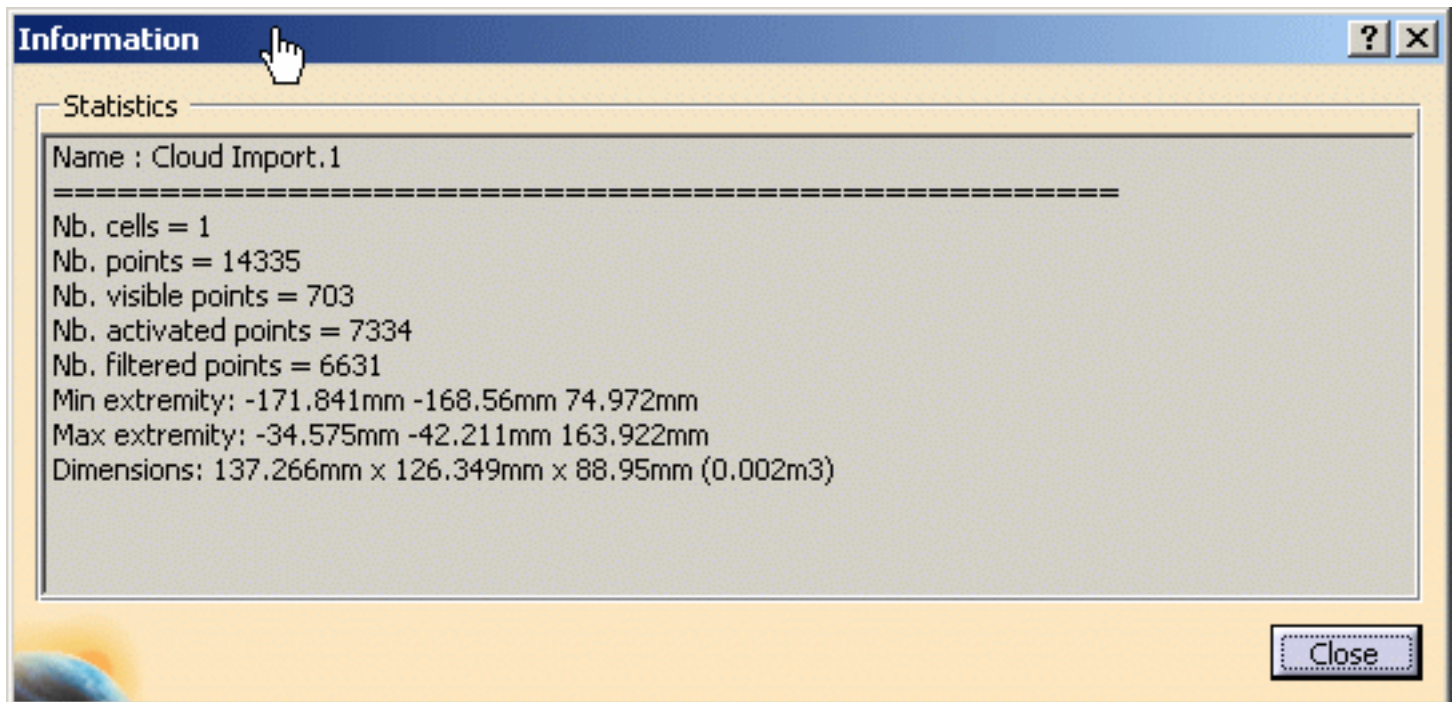 Information
Statistics
Name : Cloud Import.1
=====================================================
Nb. cells = 1
Nb. points = 14335
Nb. visible points = 703
Nb. activated points = 7334
Nb. filtered points = 6631
Min extremity: -171.841mm -168.56mm 74.972mm
Max extremity: -34.575mm -42.211mm 163.922mm
Dimensions: 137.266mm x 126.349mm x 88.95mm (0.002m3)
Close